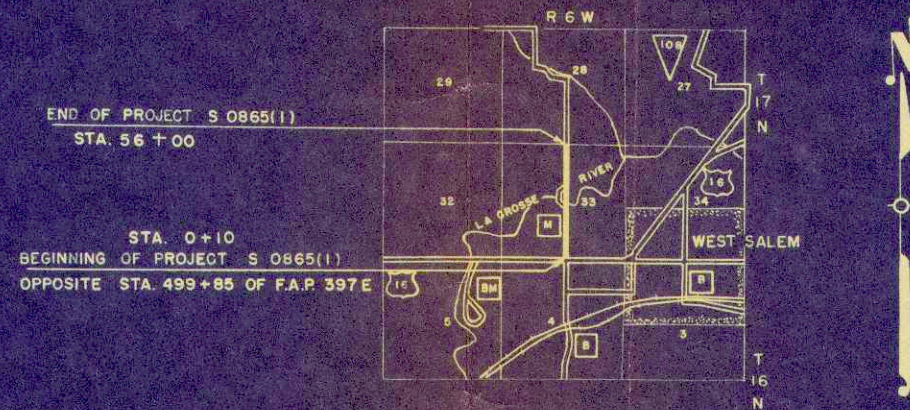 R 6 W
108
29
28
27
T
17
N
END OF PROJECT S 0865(1)
STA. 56 + 00
16
RIVER
32
LA GROSSE
33
34
M
STA. 0+10
WEST SALEM
BEGINNING OF PROJECT S 0865(1)
OPPOSITE STA. 499+85 OF F.A.P. 397 E
16
BM
B
5
4
3
B
T
16
N